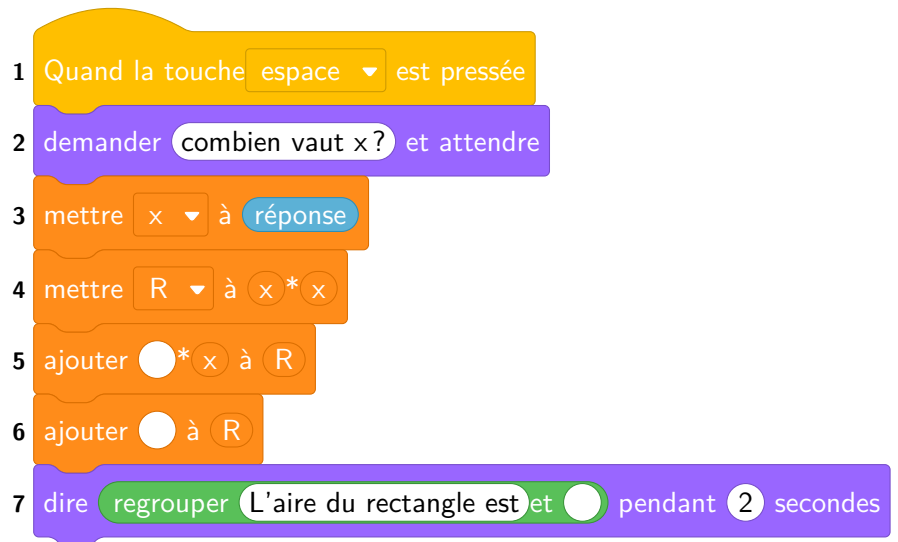 1 Quand la touche espace est pressée
2 demander combien vaut x ? et attendre
3 mettre x à réponse
4 mettre R à x * x
5 ajouter * x à R
6 ajouter à R
7 dire regrouper L'aire du rectangle est et pendant 2 secondes